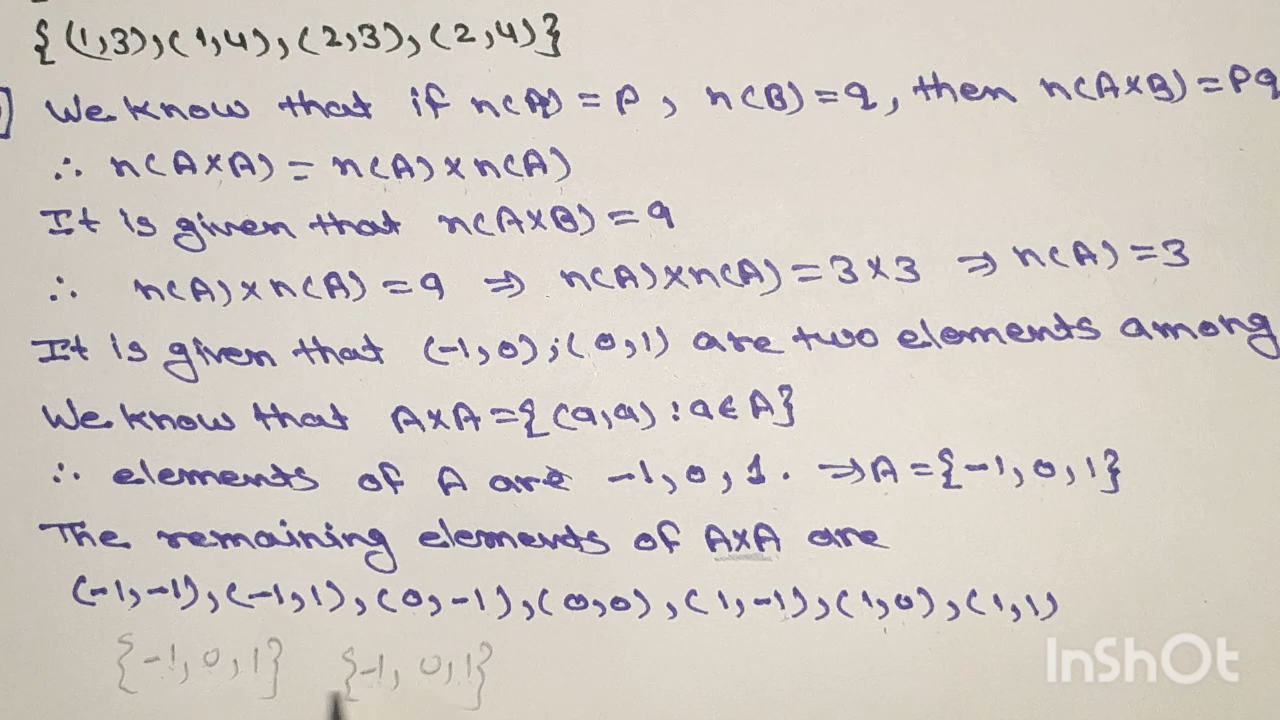 {(1,3),(1,4),(2,3),(2,4)}
We know that if n(A) = P, n(B) = q, then n(A×B) = Pq
∴ n(A×A) = n(A) × n(A)
It is given that n(A×B) = 9
∴ n(A) × n(A) = 9 ⇒ n(A) × n(A) = 3×3 ⇒ n(A) = 3
It is given that (-1,0), (0,1) are two elements among
We know that A×A = {(a,a) : a∈A}
∴ elements of A are -1,0,1. ⇒ A = {-1,0,1}
The remaining elements of A×A are
(-1,-1), (-1,1), (0,-1), (0,0), (1,-1), (1,0), (1,1)
{-1,0,1} {-1,0,1}
InShOt